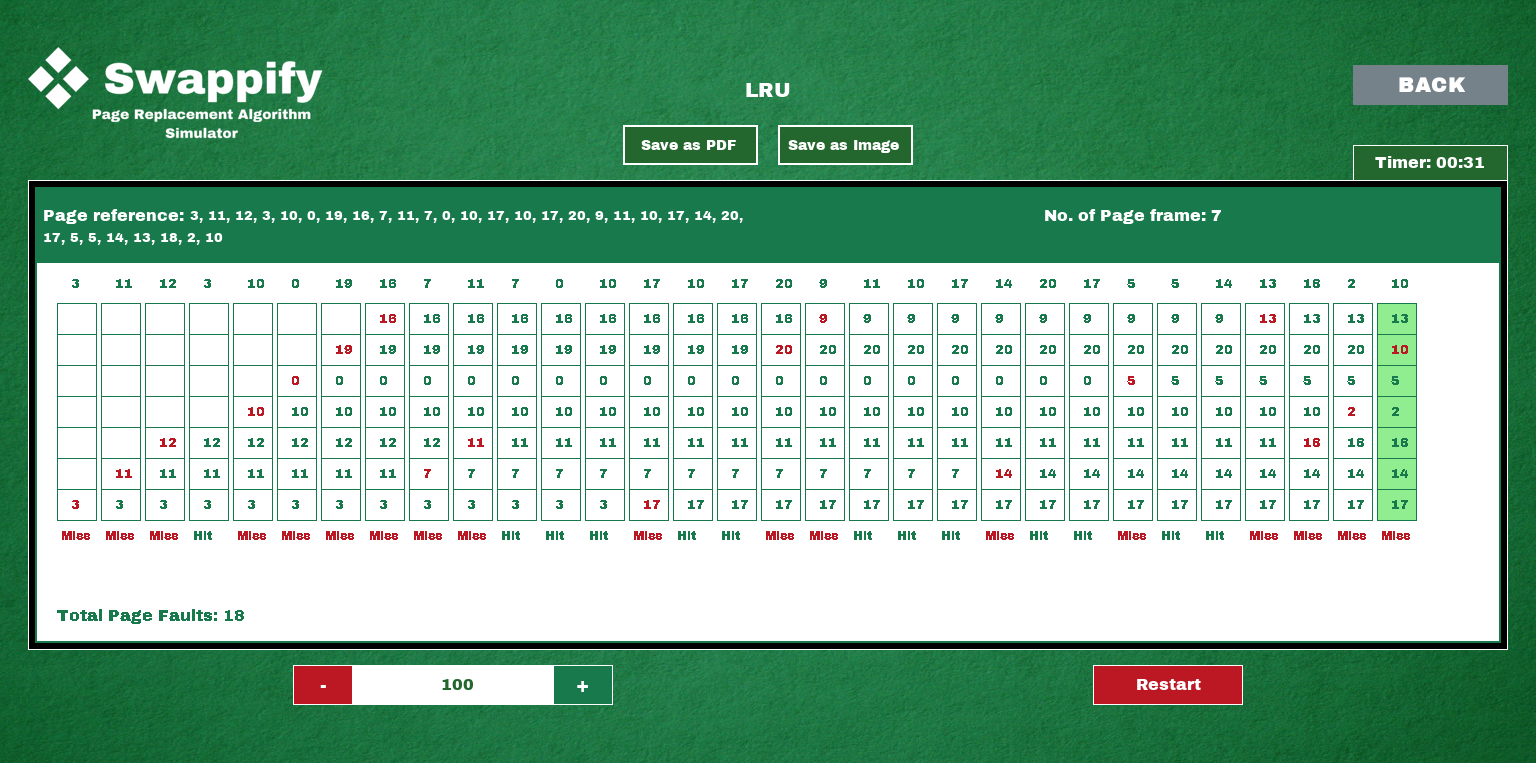 Swappify
Page Replacement Algorithm
Simulator
LRU
BACK
Save as PDF Save as Image
Timer: 00:31
Page reference: 3, 11, 12, 3, 10, 0, 19, 16, 7, 11, 7, 0, 10, 17, 10, 17, 20, 9, 11, 10, 17, 14, 20,
17, 5, 5, 14, 13, 18, 2, 10
No. of Page frame: 7
3 11 12 3 10 0 19 16 7 11 7 0 10 17 10 17 20 9 11 10 17 14 20 17 5 5 14 13 18 2 10
16 16 16 16 16 16 16 16 16 16 9 9 9 9 9 9 9 9 9 9 13 13 13 13
19 19 19 19 19 19 19 19 19 19 20 20 20 20 20 20 20 20 20 20 20 20 20 20 10
0 0 0 0 0 0 0 0 0 0 0 0 0 0 0 0 0 0 0 5 5 5 5 5 5 5
10 10 10 10 10 10 10 10 10 10 10 10 10 10 10 10 10 10 10 10 10 10 10 10 10 2 2
12 12 12 12 12 12 12 11 11 11 11 11 11 11 11 11 11 11 11 11 11 11 11 11 11 11 18 18 18
11 11 11 11 11 11 11 7 7 7 7 7 7 7 7 7 7 7 7 7 14 14 14 14 14 14 14 14 14 14
3 3 3 3 3 3 3 3 3 3 3 3 3 17 17 17 17 17 17 17 17 17 17 17 17 17 17 17 17 17 17
Miss Miss Miss Hit Miss Miss Miss Miss Miss Miss Hit Hit Hit Miss Hit Hit Miss Miss Hit Hit Hit Miss Hit Hit Miss Hit Hit Miss Miss Miss Miss
Total Page Faults: 18
- 100 +
Restart